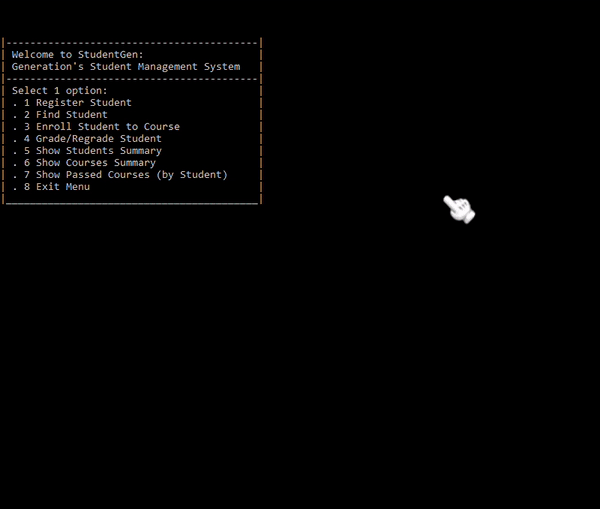 |------------------------------------------|
| Welcome to StudentGen:                   |
| Generation's Student Management System   |
|------------------------------------------|
| Select 1 option:                         |
| . 1 Register Student                     |
| . 2 Find Student                         |
| . 3 Enroll Student to Course             |
| . 4 Grade/Regrade Student                |
| . 5 Show Students Summary                |
| . 6 Show Courses Summary                 |
| . 7 Show Passed Courses (by Student)     |
| . 8 Exit Menu                            |
|__________________________________________|